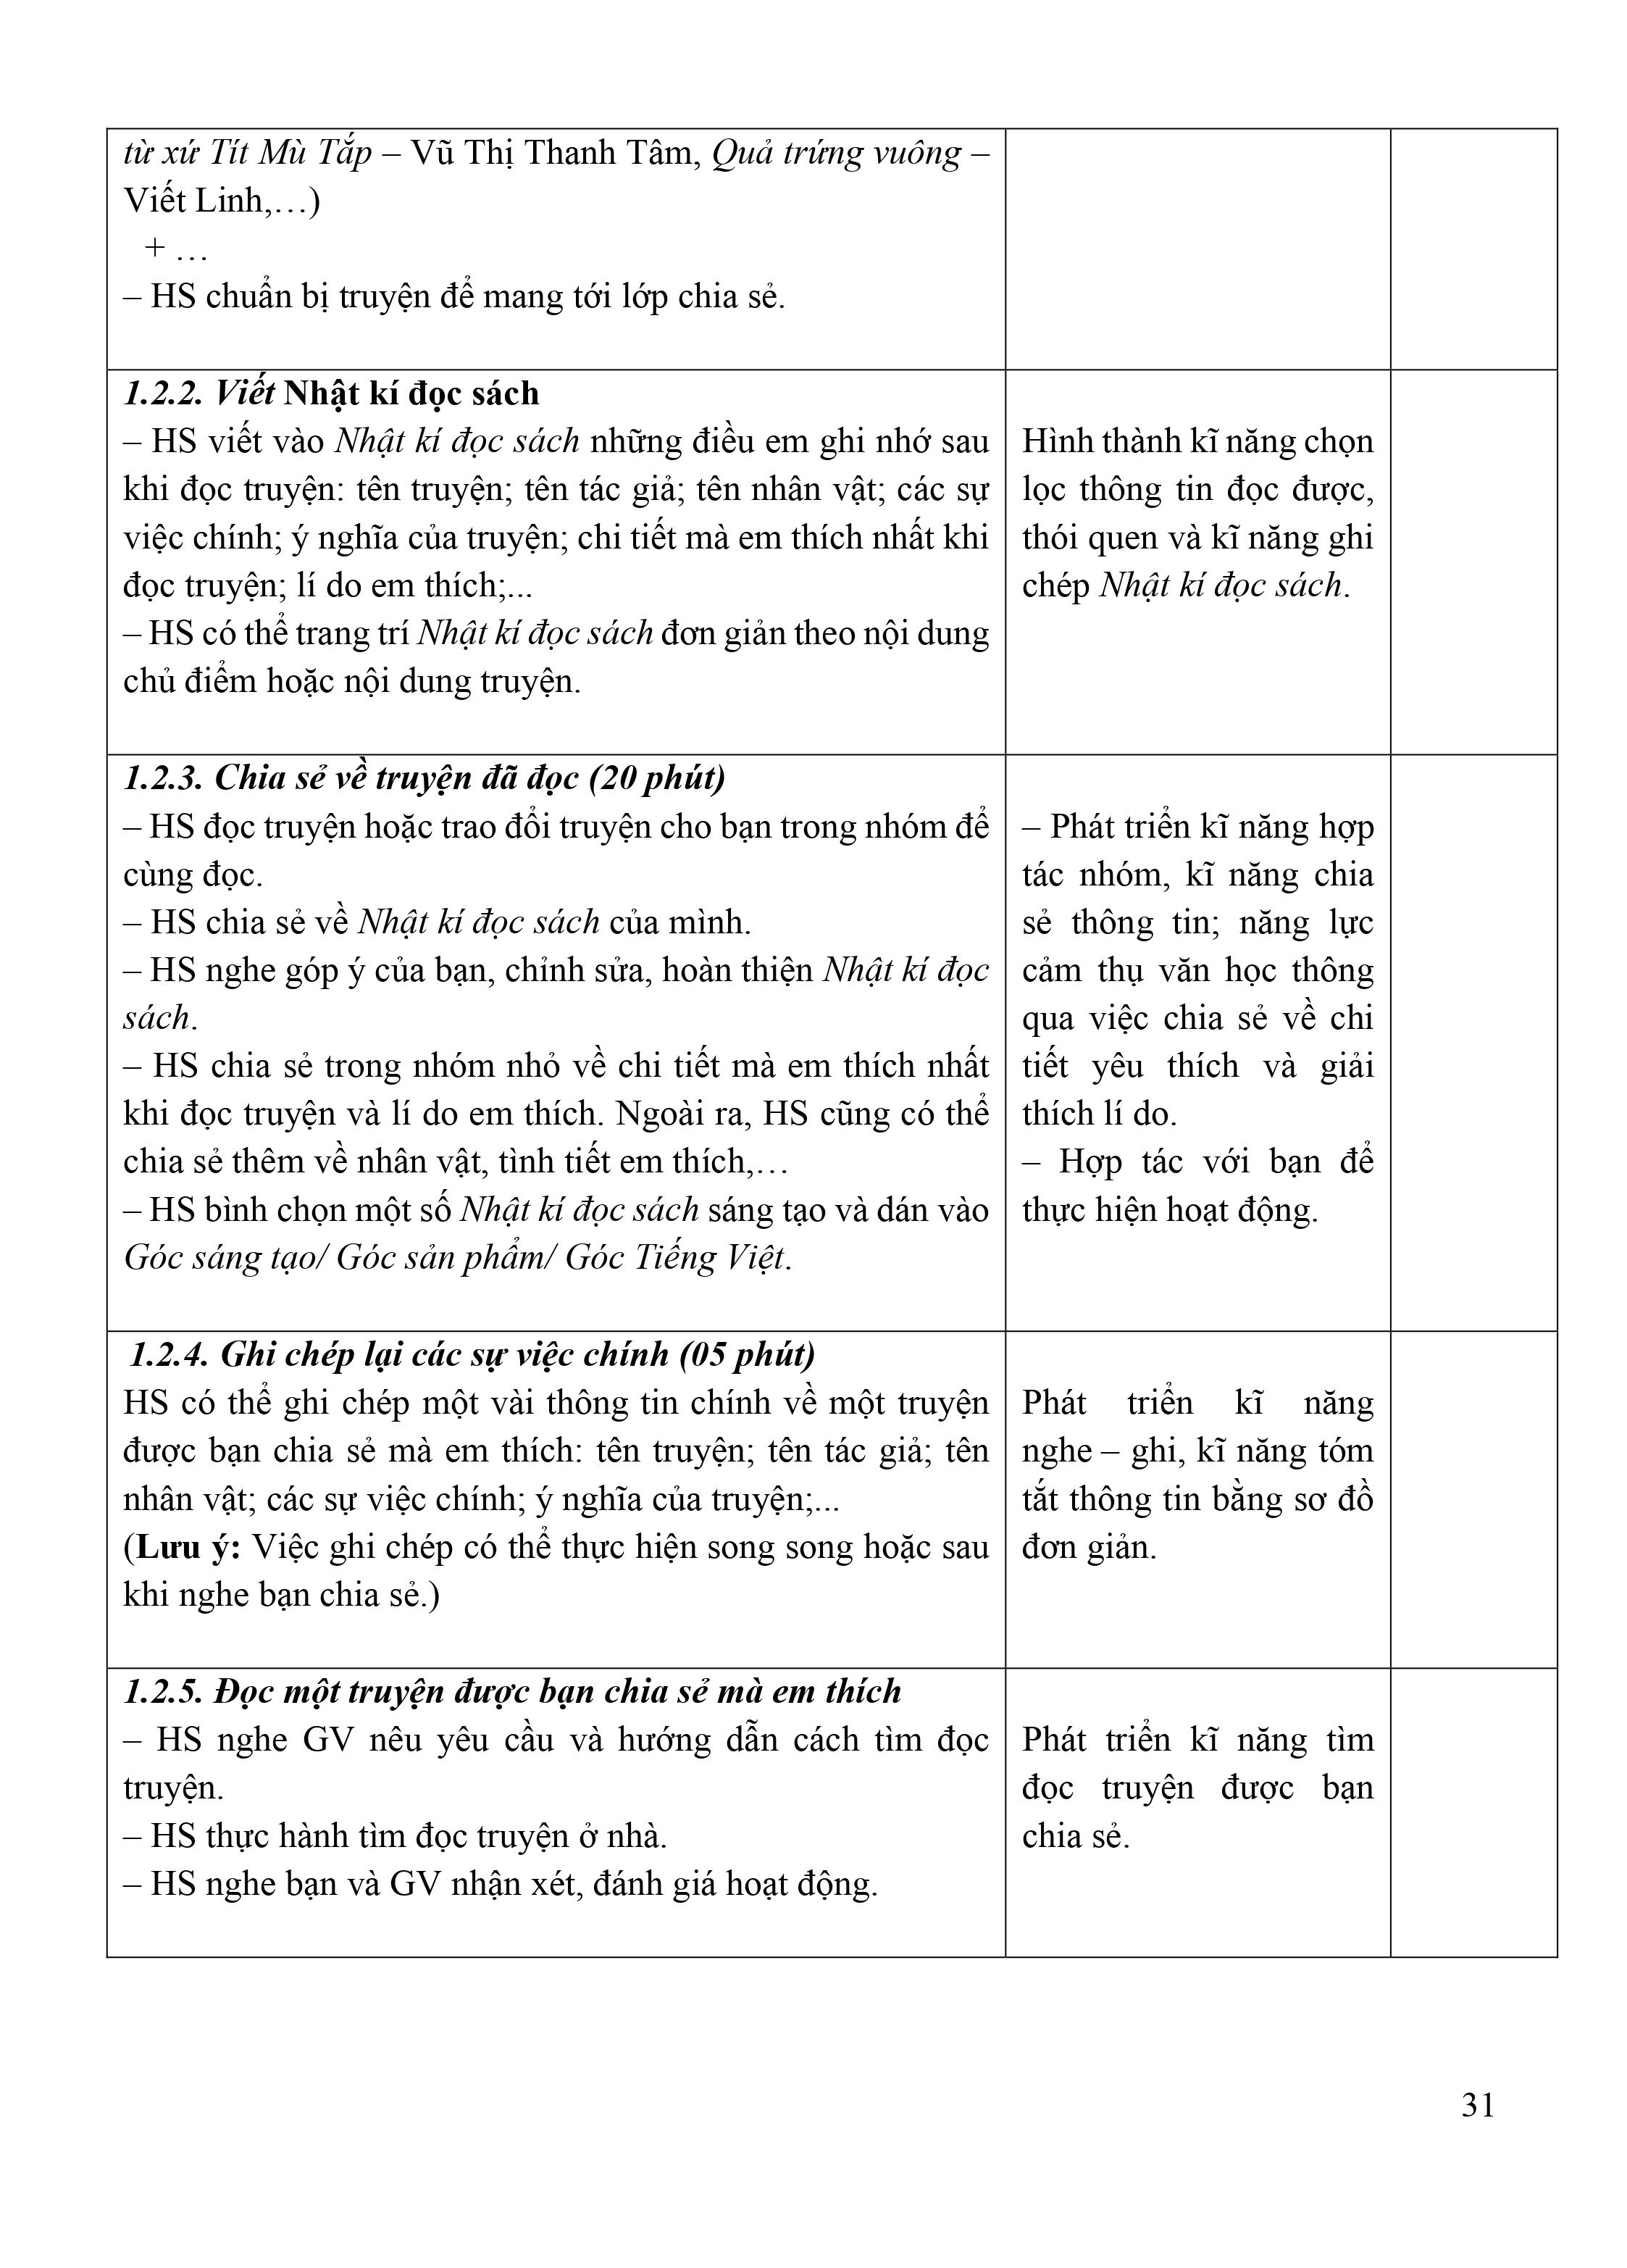 từ xứ Tít Mù Tắp – Vũ Thị Thanh Tâm, Quả trứng vuông –
Viết Linh,…)
+ …
– HS chuẩn bị truyện để mang tới lớp chia sẻ.
1.2.2. Viết Nhật kí đọc sách
– HS viết vào Nhật kí đọc sách những điều em ghi nhớ sau
khi đọc truyện: tên truyện; tên tác giả; tên nhân vật; các sự
việc chính; ý nghĩa của truyện; chi tiết mà em thích nhất khi
đọc truyện; lí do em thích;...
– HS có thể trang trí Nhật kí đọc sách đơn giản theo nội dung
chủ điểm hoặc nội dung truyện.
Hình thành kĩ năng chọn
lọc thông tin đọc được,
thói quen và kĩ năng ghi
chép Nhật kí đọc sách.
1.2.3. Chia sẻ về truyện đã đọc (20 phút)
– HS đọc truyện hoặc trao đổi truyện cho bạn trong nhóm để
cùng đọc.
– HS chia sẻ về Nhật kí đọc sách của mình.
– HS nghe góp ý của bạn, chỉnh sửa, hoàn thiện Nhật kí đọc
sách.
– HS chia sẻ trong nhóm nhỏ về chi tiết mà em thích nhất
khi đọc truyện và lí do em thích. Ngoài ra, HS cũng có thể
chia sẻ thêm về nhân vật, tình tiết em thích,…
– HS bình chọn một số Nhật kí đọc sách sáng tạo và dán vào
Góc sáng tạo/ Góc sản phẩm/ Góc Tiếng Việt.
– Phát triển kĩ năng hợp
tác nhóm, kĩ năng chia
sẻ thông tin; năng lực
cảm thụ văn học thông
qua việc chia sẻ về chi
tiết yêu thích và giải
thích lí do.
– Hợp tác với bạn để
thực hiện hoạt động.
1.2.4. Ghi chép lại các sự việc chính (05 phút)
HS có thể ghi chép một vài thông tin chính về một truyện
được bạn chia sẻ mà em thích: tên truyện; tên tác giả; tên
nhân vật; các sự việc chính; ý nghĩa của truyện;...
(Lưu ý: Việc ghi chép có thể thực hiện song song hoặc sau
khi nghe bạn chia sẻ.)
Phát triển kĩ năng
nghe – ghi, kĩ năng tóm
tắt thông tin bằng sơ đồ
đơn giản.
1.2.5. Đọc một truyện được bạn chia sẻ mà em thích
– HS nghe GV nêu yêu cầu và hướng dẫn cách tìm đọc
truyện.
– HS thực hành tìm đọc truyện ở nhà.
– HS nghe bạn và GV nhận xét, đánh giá hoạt động.
Phát triển kĩ năng tìm
đọc truyện được bạn
chia sẻ.
31